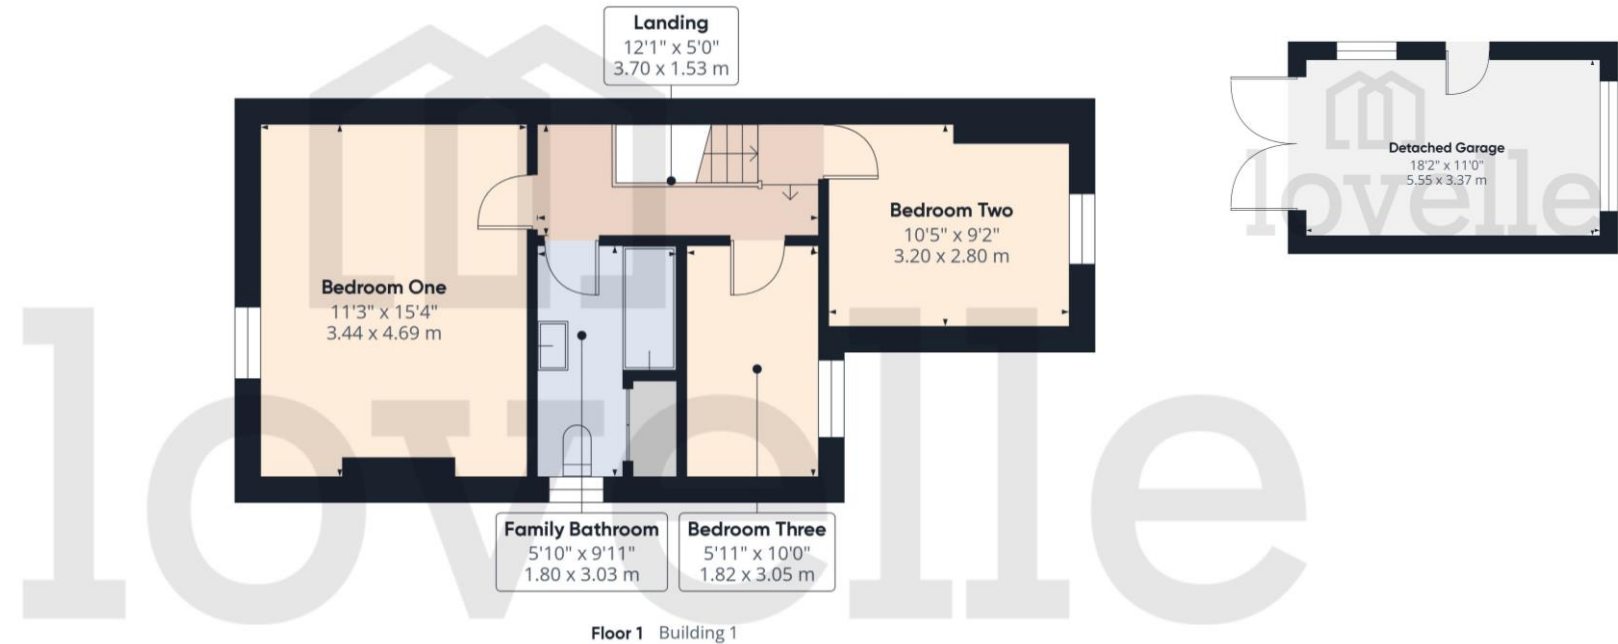 Landing
12'1" x 5'0"
3.70 x 1.53 m
Detached Garage
18'2" x 11'0"
5.55 x 3.37 m
lovelle
Bedroom Two
10'5" x 9'2"
3.20 x 2.80 m
Bedroom One
11'3" x 15'4"
3.44 x 4.69 m
lovelle
Family Bathroom
5'10" x 9'11"
1.80 x 3.03 m
Bedroom Three
5'11" x 10'0"
1.82 x 3.05 m
Floor 1 Building 1